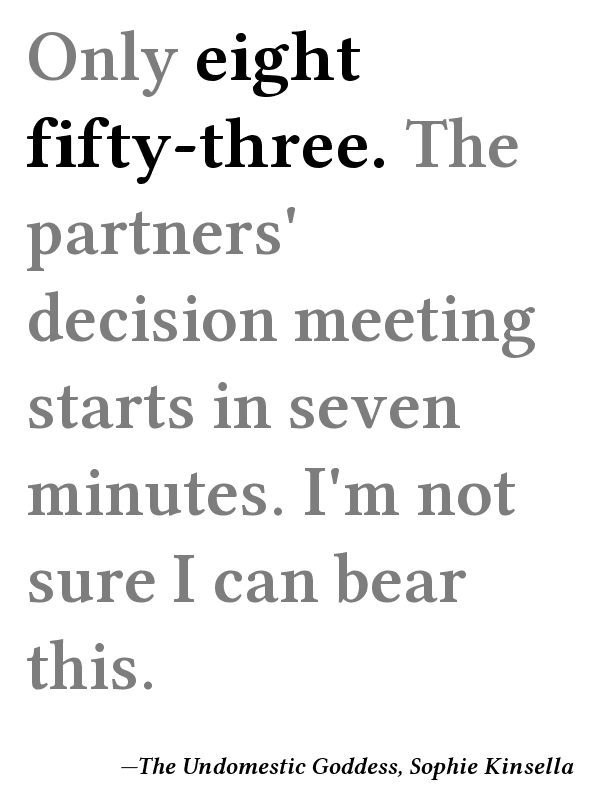 Only eight
fifty-three. The
partners'
decision meeting
starts in seven
minutes. I'm not
sure I can bear
this.
—The Undomestic Goddess, Sophie Kinsella